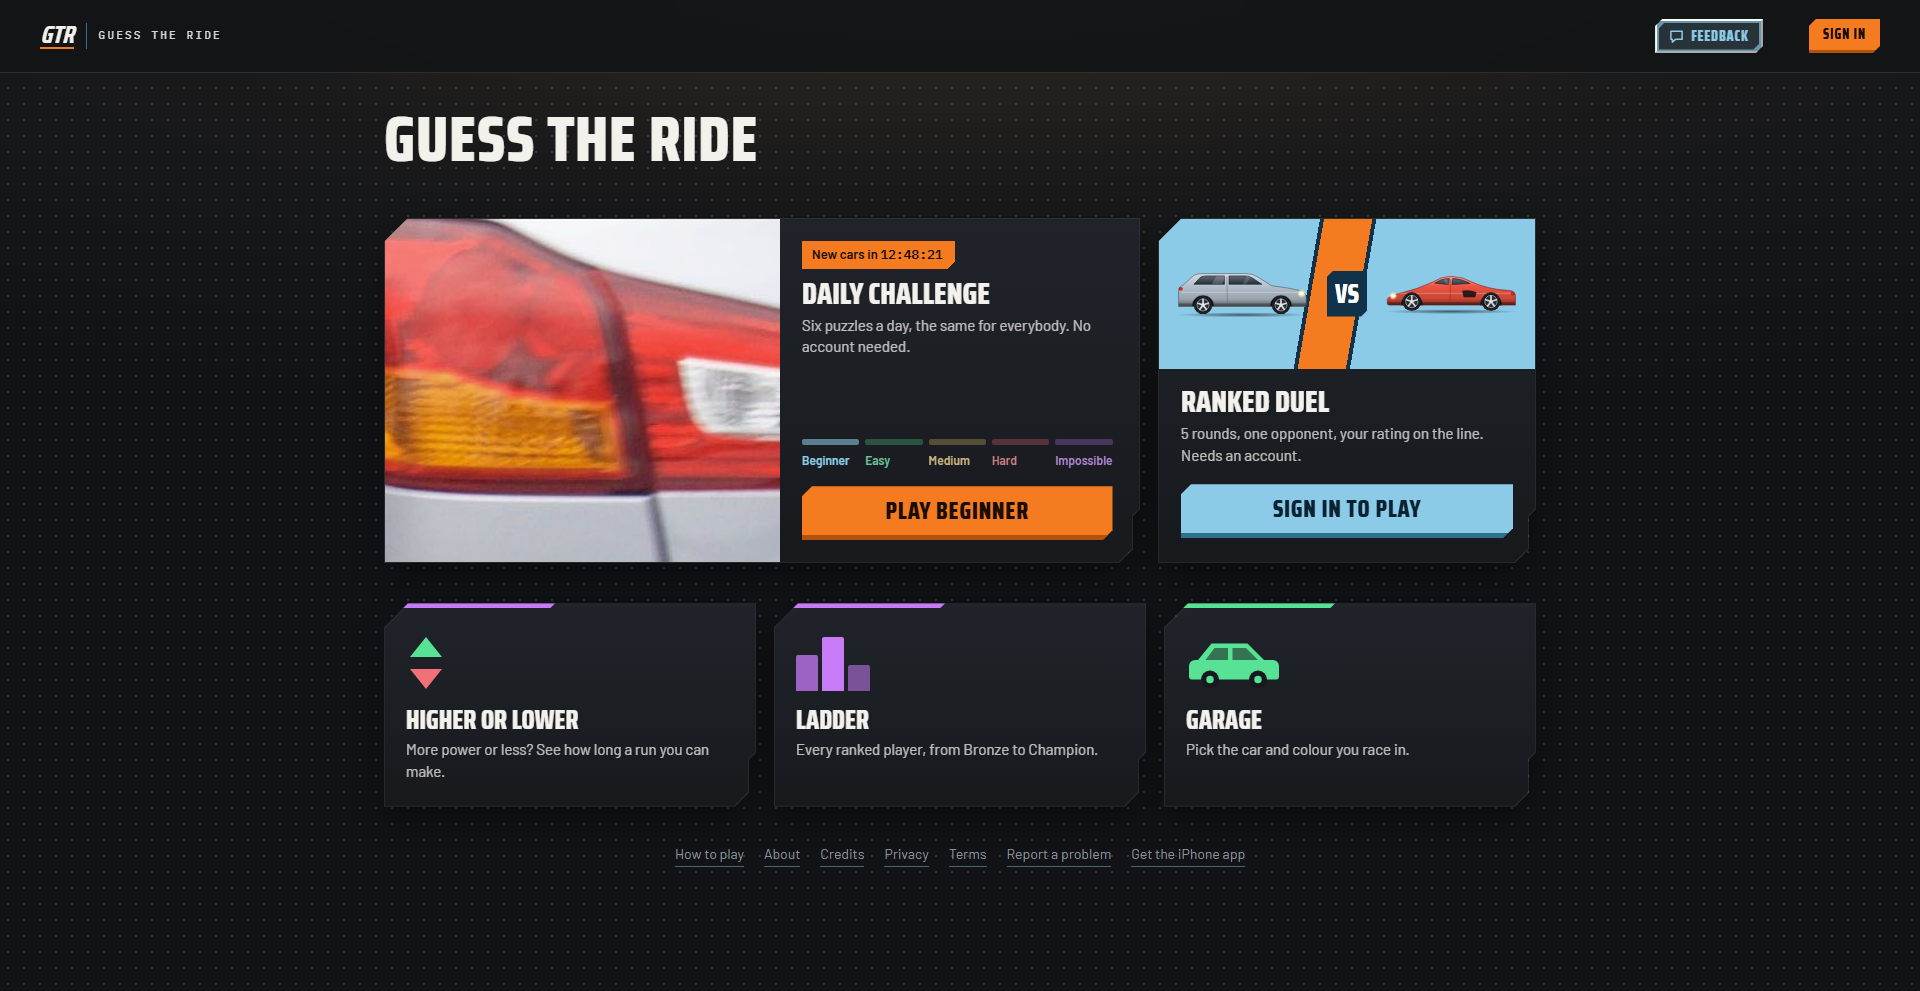 GTR
GUESS THE RIDE
FEEDBACK
SIGN IN
GUESS THE RIDE
New cars in 12:48:21
DAILY CHALLENGE
Six puzzles a day, the same for everybody. No
account needed.
Beginner Easy Medium Hard Impossible
PLAY BEGINNER
VS
RANKED DUEL
5 rounds, one opponent, your rating on the line.
Needs an account.
SIGN IN TO PLAY
HIGHER OR LOWER
More power or less? See how long a run you can
make.
LADDER
Every ranked player, from Bronze to Champion.
GARAGE
Pick the car and colour you race in.
How to play About Credits Privacy Terms Report a problem Get the iPhone app